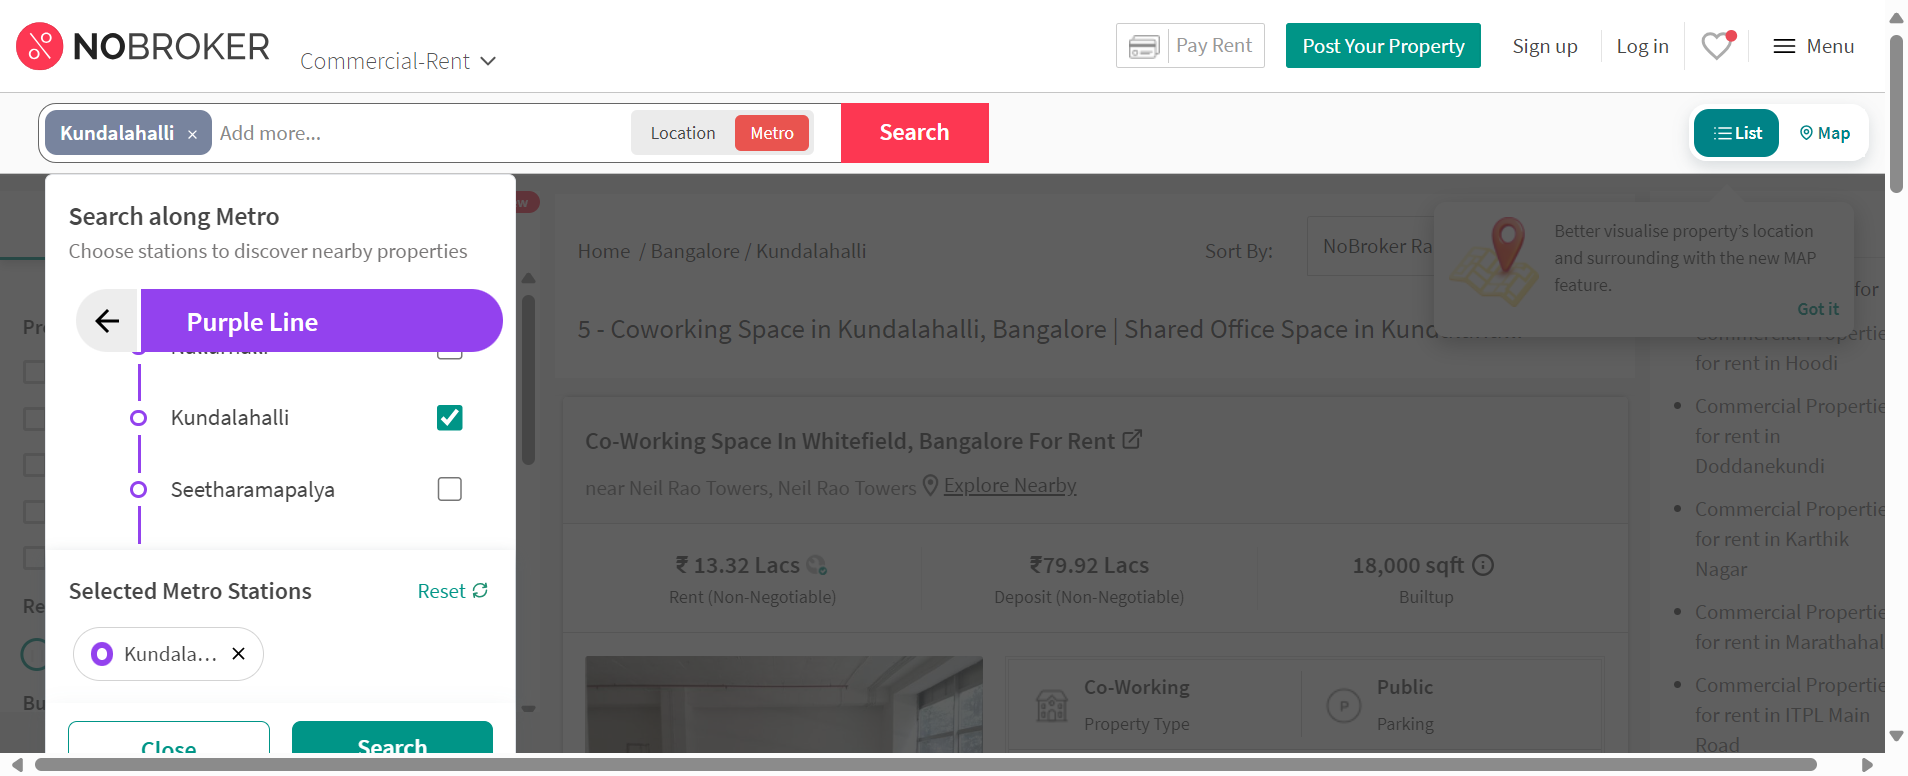 NOBROKER
Commercial-Rent
Pay Rent
Post Your Property
Sign up
Log in
Menu
Kundalahalli ×
Add more...
Location
Metro
Search
List
Map
Search along Metro
Choose stations to discover nearby properties
Purple Line
Kundalahalli
Seetharamapalya
Selected Metro Stations
Reset
Kundala...
Close
Search
Home / Bangalore / Kundalahalli
Sort By:
NoBroker Ra
Better visualise property's location
and surrounding with the new MAP
feature.
Got it
5 - Coworking Space in Kundalahalli, Bangalore | Shared Office Space in
Co-Working Space In Whitefield, Bangalore For Rent
near Neil Rao Towers, Neil Rao Towers
Explore Nearby
₹ 13.32 Lacs
Rent (Non-Negotiable)
₹79.92 Lacs
Deposit (Non-Negotiable)
18,000 sqft
Builtup
Co-Working
Property Type
P
Public
Parking
for
for rent in Hoodi
Commercial Propertie
for rent in
Doddanekundi
Commercial Propertie
for rent in Karthik
Nagar
Commercial Propertie
for rent in Marathahal
Commercial Propertie
for rent in ITPL Main
Road